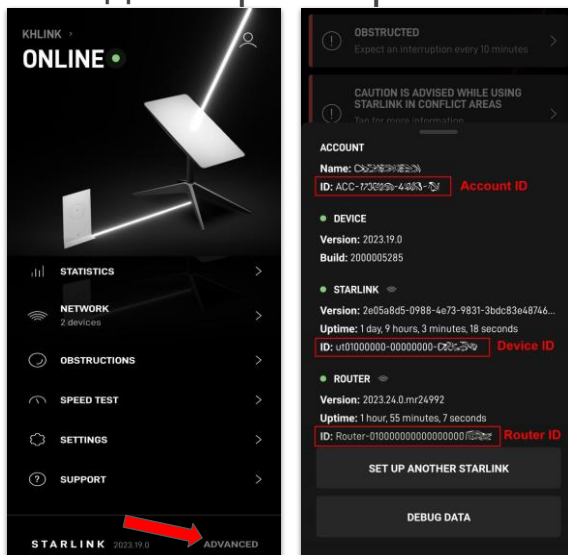 KHLINK >
ONLINE
STATISTICS
NETWORK
2 devices
OBSTRUCTIONS
SPEED TEST
SETTINGS
SUPPORT
STARLINK 2023.19.0 ADVANCED
OBSTRUCTED
Expect an interruption every 10 minutes
CAUTION IS ADVISED WHILE USING
STARLINK IN CONFLICT AREAS
Tap for more information
ACCOUNT
Name:
ID: ACC- Account ID
DEVICE
Version: 2023.19.0
Build: 2000005285
STARLINK
Version: 2e05a8d5-0988-4e73-9831-3bdc83e48746...
Uptime: 1 day, 9 hours, 3 minutes, 18 seconds
ID: ut01000000-00000000- Device ID
ROUTER
Version: 2023.24.0.mr24992
Uptime: 1 hour, 55 minutes, 7 seconds
ID: Router-010000000000000000 Router ID
SET UP ANOTHER STARLINK
DEBUG DATA